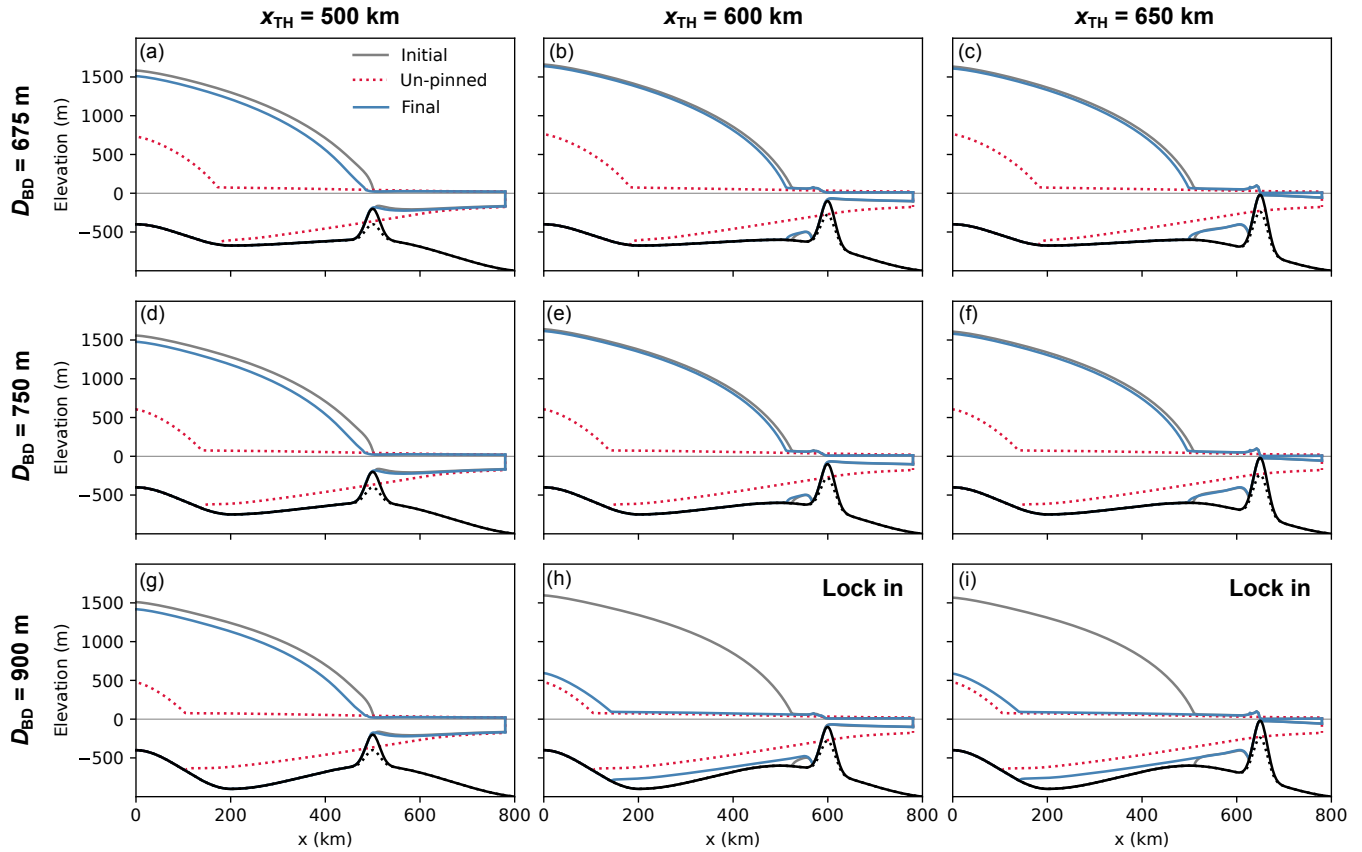 x_TH = 500 km
x_TH = 600 km
x_TH = 650 km
D_BD = 675 m
(a)
Initial
Un-pinned
Final
(b)
(c)
Elevation (m)
1500
1000
500
0
−500
D_BD = 750 m
(d)
(e)
(f)
Elevation (m)
1500
1000
500
0
−500
D_BD = 900 m
(g)
(h)
Lock in
(i)
Lock in
Elevation (m)
1500
1000
500
0
−500
0 200 400 600 800
0 200 400 600 800
0 200 400 600 800
x (km)
x (km)
x (km)